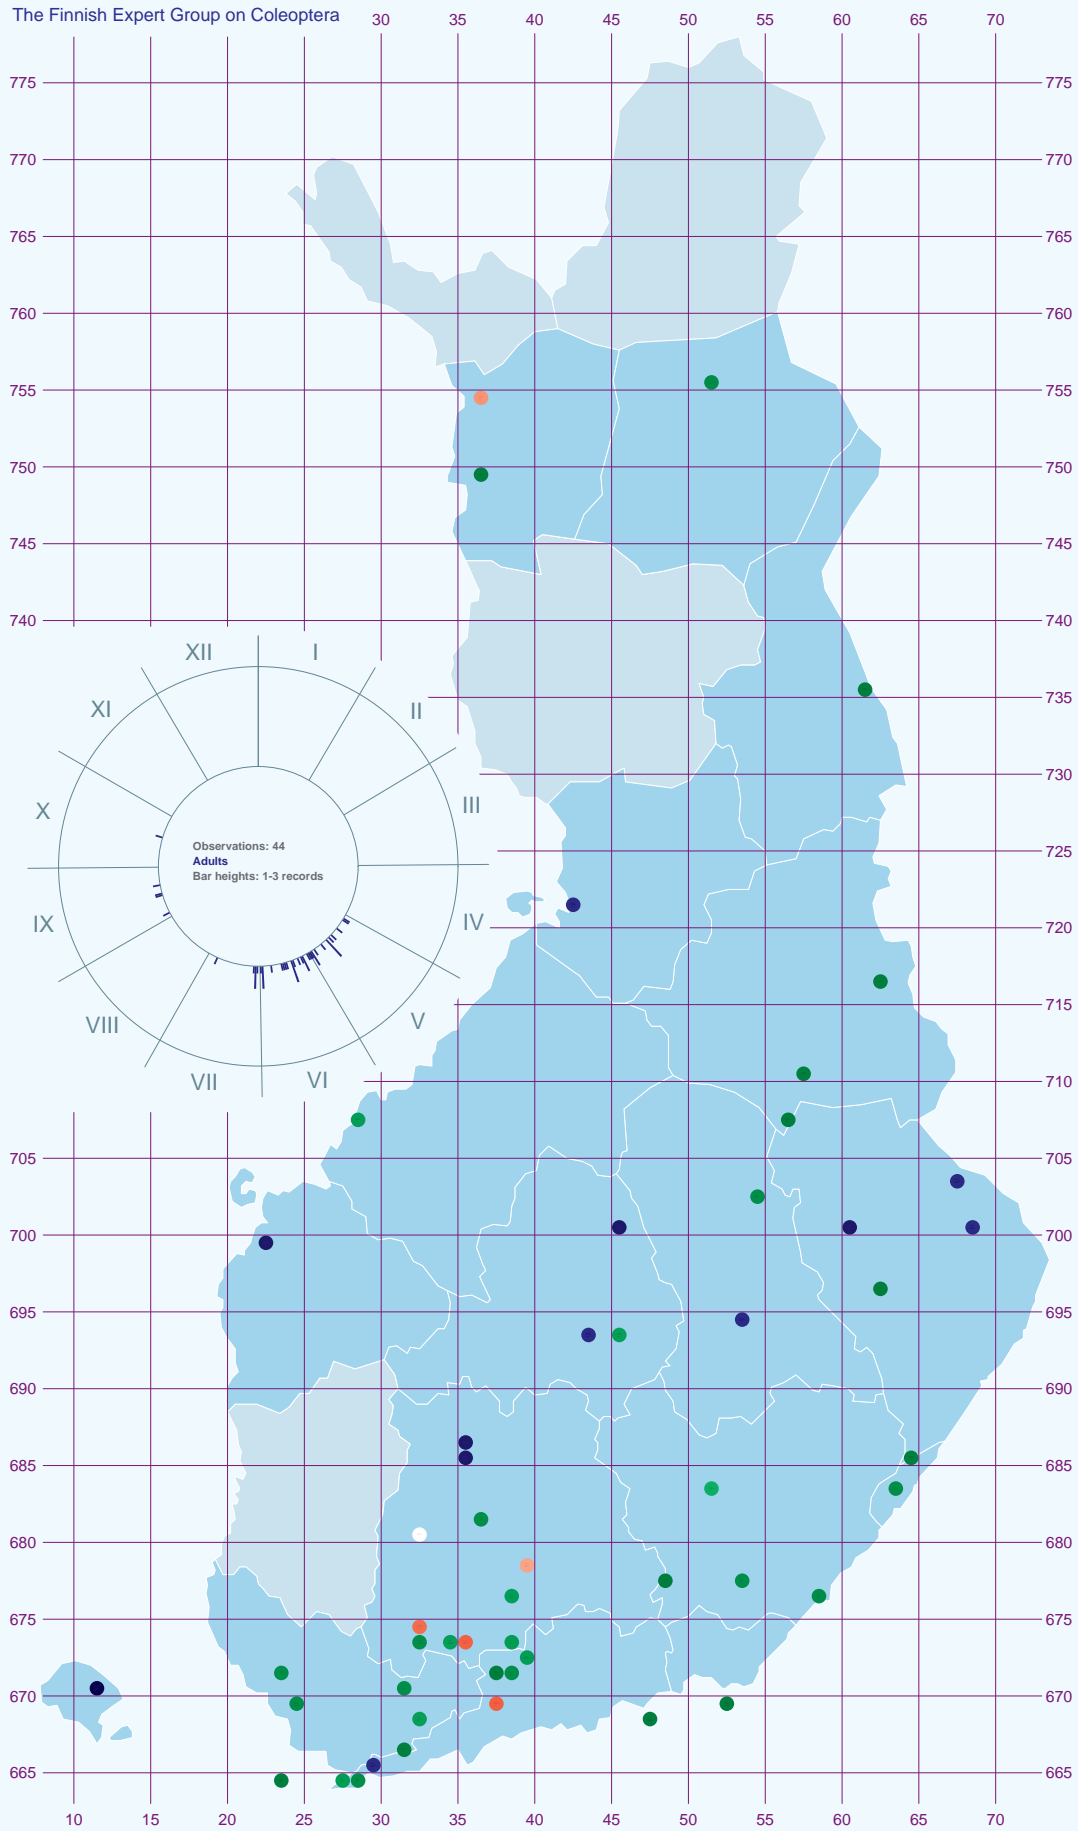 The Finnish Expert Group on Coleoptera
30 35 40 45 50 55 60 65 70
775 775
770 770
765 765
760 760
755 755
750 750
745 745
740 740
XII I
XI II
735
730
X III
Observations: 44
Adults
Bar heights: 1-3 records
725
IX IV
720
VIII V
715
VII VI
710
705 705
700 700
695 695
690 690
685 685
680 680
675 675
670 670
665 665
10 15 20 25 30 35 40 45 50 55 60 65 70